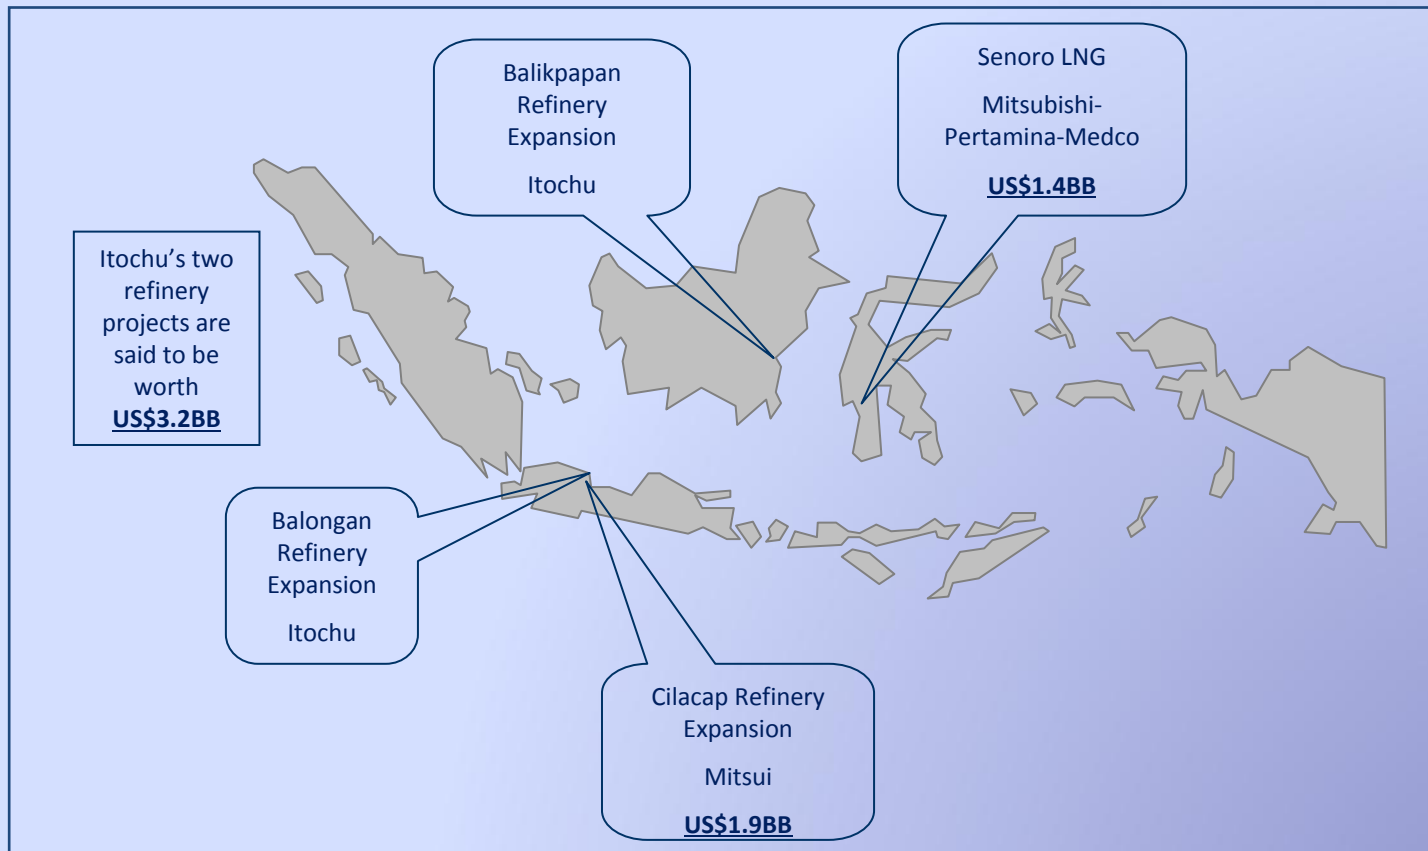 Balikpapan
Refinery
Expansion
Itochu
Senoro LNG
Mitsubishi-
Pertamina-Medco
US$1.4BB
Itochu’s two
refinery
projects are
said to be
worth
US$3.2BB
Balongan
Refinery
Expansion
Itochu
Cilacap Refinery
Expansion
Mitsui
US$1.9BB